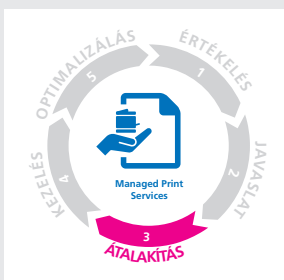 ÉRTÉKELÉS
1
JAVASLAT
2
ÁTALAKÍTÁS
3
KEZELÉS
4
OPTIMALIZÁLÁS
5
Managed Print
Services